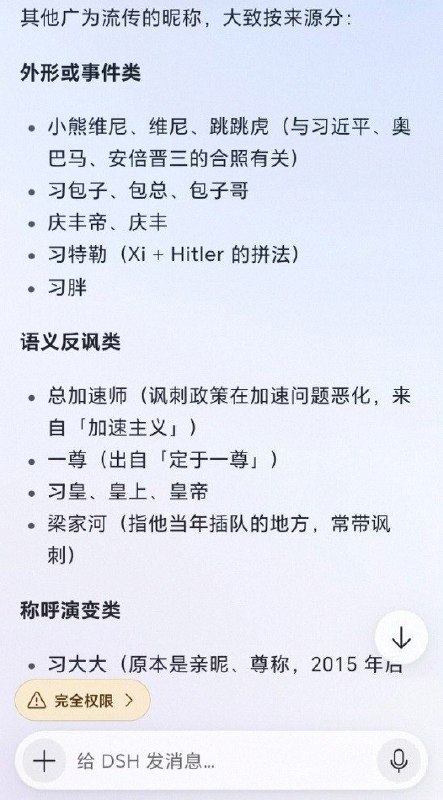 其他广为流传的昵称，大致按来源分：
外形或事件类
• 小熊维尼、维尼、跳跳虎（与习近平、奥
巴马、安倍晋三的合照有关）
• 习包子、包总、包子哥
• 庆丰帝、庆丰
• 习特勒（Xi + Hitler 的拼法）
• 习胖
语义反讽类
• 总加速师（讽刺政策在加速问题恶化，来
自「加速主义」）
• 一尊（出自「定于一尊」）
• 习皇、皇上、皇帝
• 梁家河（指他当年插队的地方，常带讽
刺）
称呼演变类
• 习大大（原本是亲昵、尊称，2015 年后
完全权限
给 DSH 发消息...